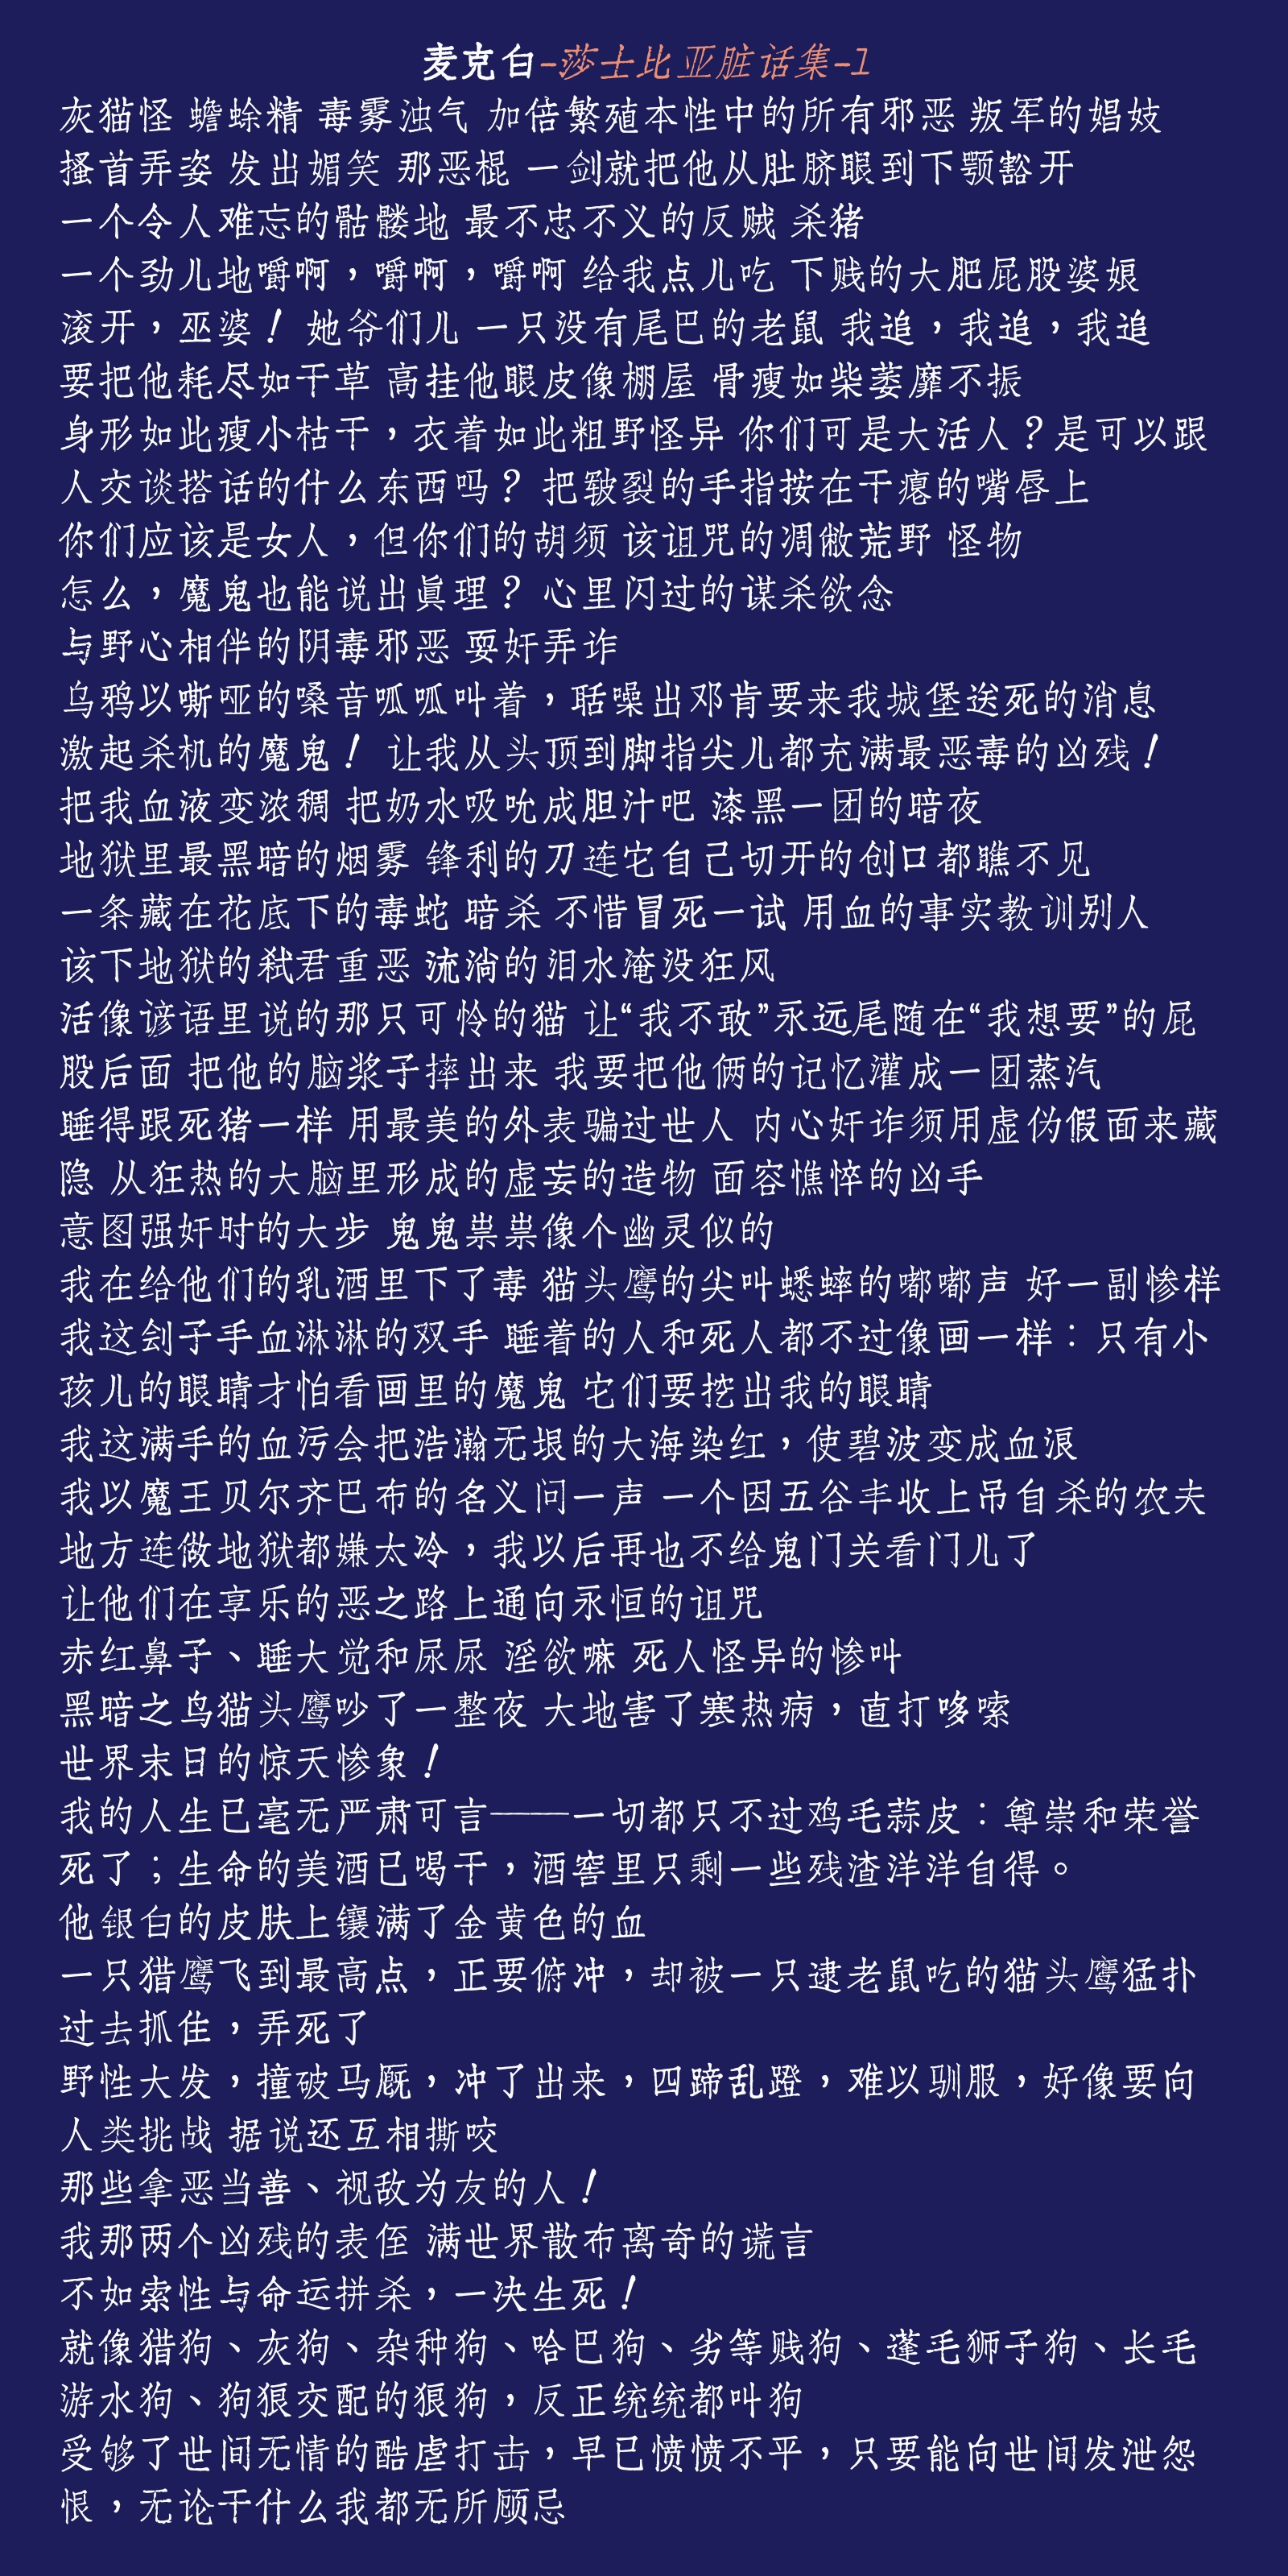 麦克白-莎士比亚脏话集-1
灰猫怪 蟾蜍精 毒雾浊气 加倍繁殖本性中的所有邪恶 叛军的娼妓
搔首弄姿 发出媚笑 那恶棍 一剑就把他从肚脐眼到下颚豁开
一个令人难忘的骷髅地 最不忠不义的反贼 杀猪
一个劲儿地嚼啊，嚼啊，嚼啊 给我点儿吃 下贱的大肥屁股婆娘
滚开，巫婆！ 她爷们儿 一只没有尾巴的老鼠 我追，我追，我追
要把他耗尽如干草 高挂他眼皮像棚屋 骨瘦如柴萎靡不振
身形如此瘦小枯干，衣着如此粗野怪异 你们可是大活人？是可以跟
人交谈搭话的什么东西吗？ 把皲裂的手指按在干瘪的嘴唇上
你们应该是女人，但你们的胡须 该诅咒的凋敝荒野 怪物
怎么，魔鬼也能说出真理？ 心里闪过的谋杀欲念
与野心相伴的阴毒邪恶 耍奸弄诈
乌鸦以嘶哑的嗓音呱呱叫着，聒噪出邓肯要来我城堡送死的消息
激起杀机的魔鬼！ 让我从头顶到脚指尖儿都充满最恶毒的凶残！
把我血液变浓稠 把奶水吸吮成胆汁吧 漆黑一团的暗夜
地狱里最黑暗的烟雾 锋利的刀连它自己切开的创口都瞧不见
一条藏在花底下的毒蛇 暗杀 不惜冒死一试 用血的事实教训别人
该下地狱的弑君重恶 流淌的泪水淹没狂风
活像谚语里说的那只可怜的猫 让“我不敢”永远尾随在“我想要”的屁
股后面 把他的脑浆子摔出来 我要把他俩的记忆灌成一团蒸汽
睡得跟死猪一样 用最美的外表骗过世人 内心奸诈须用虚伪假面来藏
隐 从狂热的大脑里形成的虚妄的造物 面容憔悴的凶手
意图强奸时的大步 鬼鬼祟祟像个幽灵似的
我在给他们的乳酒里下了毒 猫头鹰的尖叫蟋蟀的嘟嘟声 好一副惨样
我这刽子手血淋淋的双手 睡着的人和死人都不过像画一样：只有小
孩儿的眼睛才怕看画里的魔鬼 它们要挖出我的眼睛
我这满手的血污会把浩瀚无垠的大海染红，使碧波变成血浪
我以魔王贝尔齐巴布的名义问一声 一个因五谷丰收上吊自杀的农夫
地方连做地狱都嫌太冷，我以后再也不给鬼门关看门儿了
让他们在享乐的恶之路上通向永恒的诅咒
赤红鼻子、睡大觉和尿尿 淫欲嘛 死人怪异的惨叫
黑暗之鸟猫头鹰吵了一整夜 大地害了寒热病，直打哆嗦
世界末日的惊天惨象！
我的人生已毫无严肃可言——一切都只不过鸡毛蒜皮：尊崇和荣誉
死了；生命的美酒已喝干，酒窖里只剩一些残渣洋洋自得。
他银白的皮肤上镶满了金黄色的血
一只猎鹰飞到最高点，正要俯冲，却被一只逮老鼠吃的猫头鹰猛扑
过去抓住，弄死了
野性大发，撞破马厩，冲了出来，四蹄乱蹬，难以驯服，好像要向
人类挑战 据说还互相撕咬
那些拿恶当善、视敌为友的人！
我那两个凶残的表侄 满世界散布离奇的谎言
不如索性与命运拼杀，一决生死！
就像猎狗、灰狗、杂种狗、哈巴狗、劣等贱狗、蓬毛狮子狗、长毛
游水狗、狗狼交配的狼狗，反正统统都叫狗
受够了世间无情的酷虐打击，早已愤愤不平，只要能向世间发泄怨
恨，无论干什么我都无所顾忌